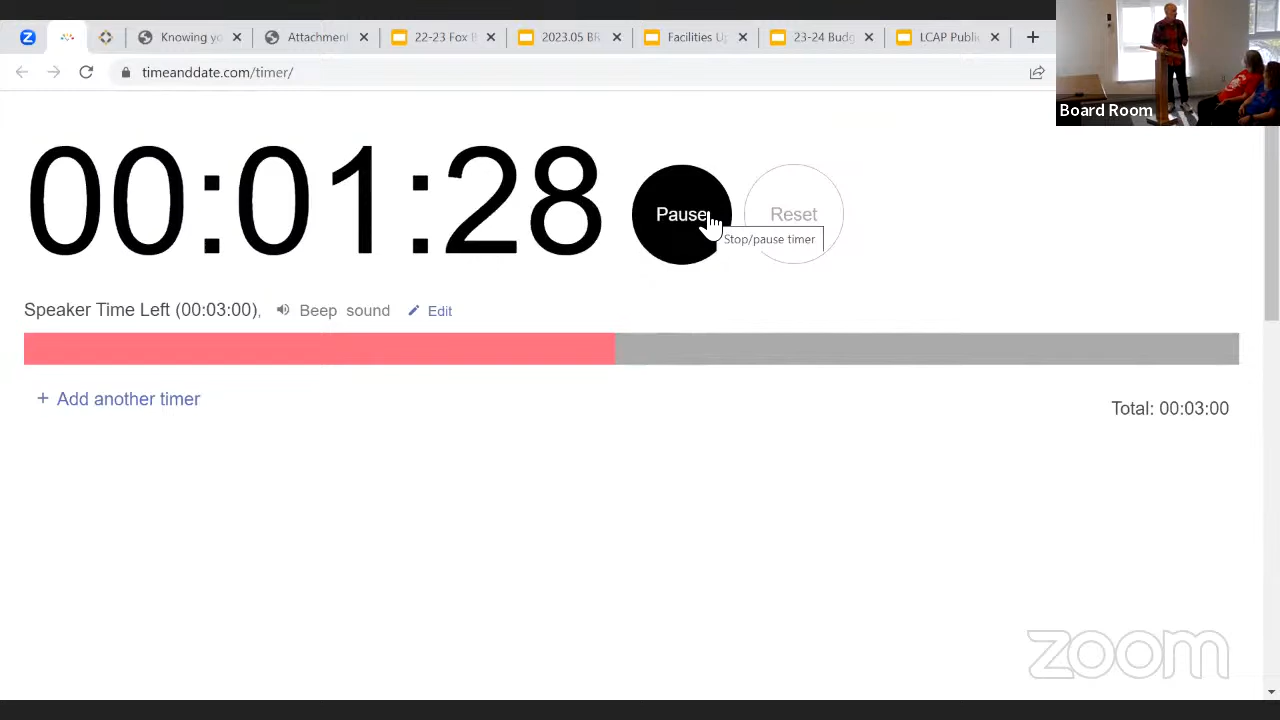 Knowing yo
Attachment
22-23 Fox B
2023.05 BR
Facilities Up
23-24 Budg
LCAP Publi
timeanddate.com/timer/
Board Room
00:01:28
Pause
Reset
Stop/pause timer
Speaker Time Left (00:03:00),
Beep sound
Edit
+ Add another timer
Total: 00:03:00
zoom